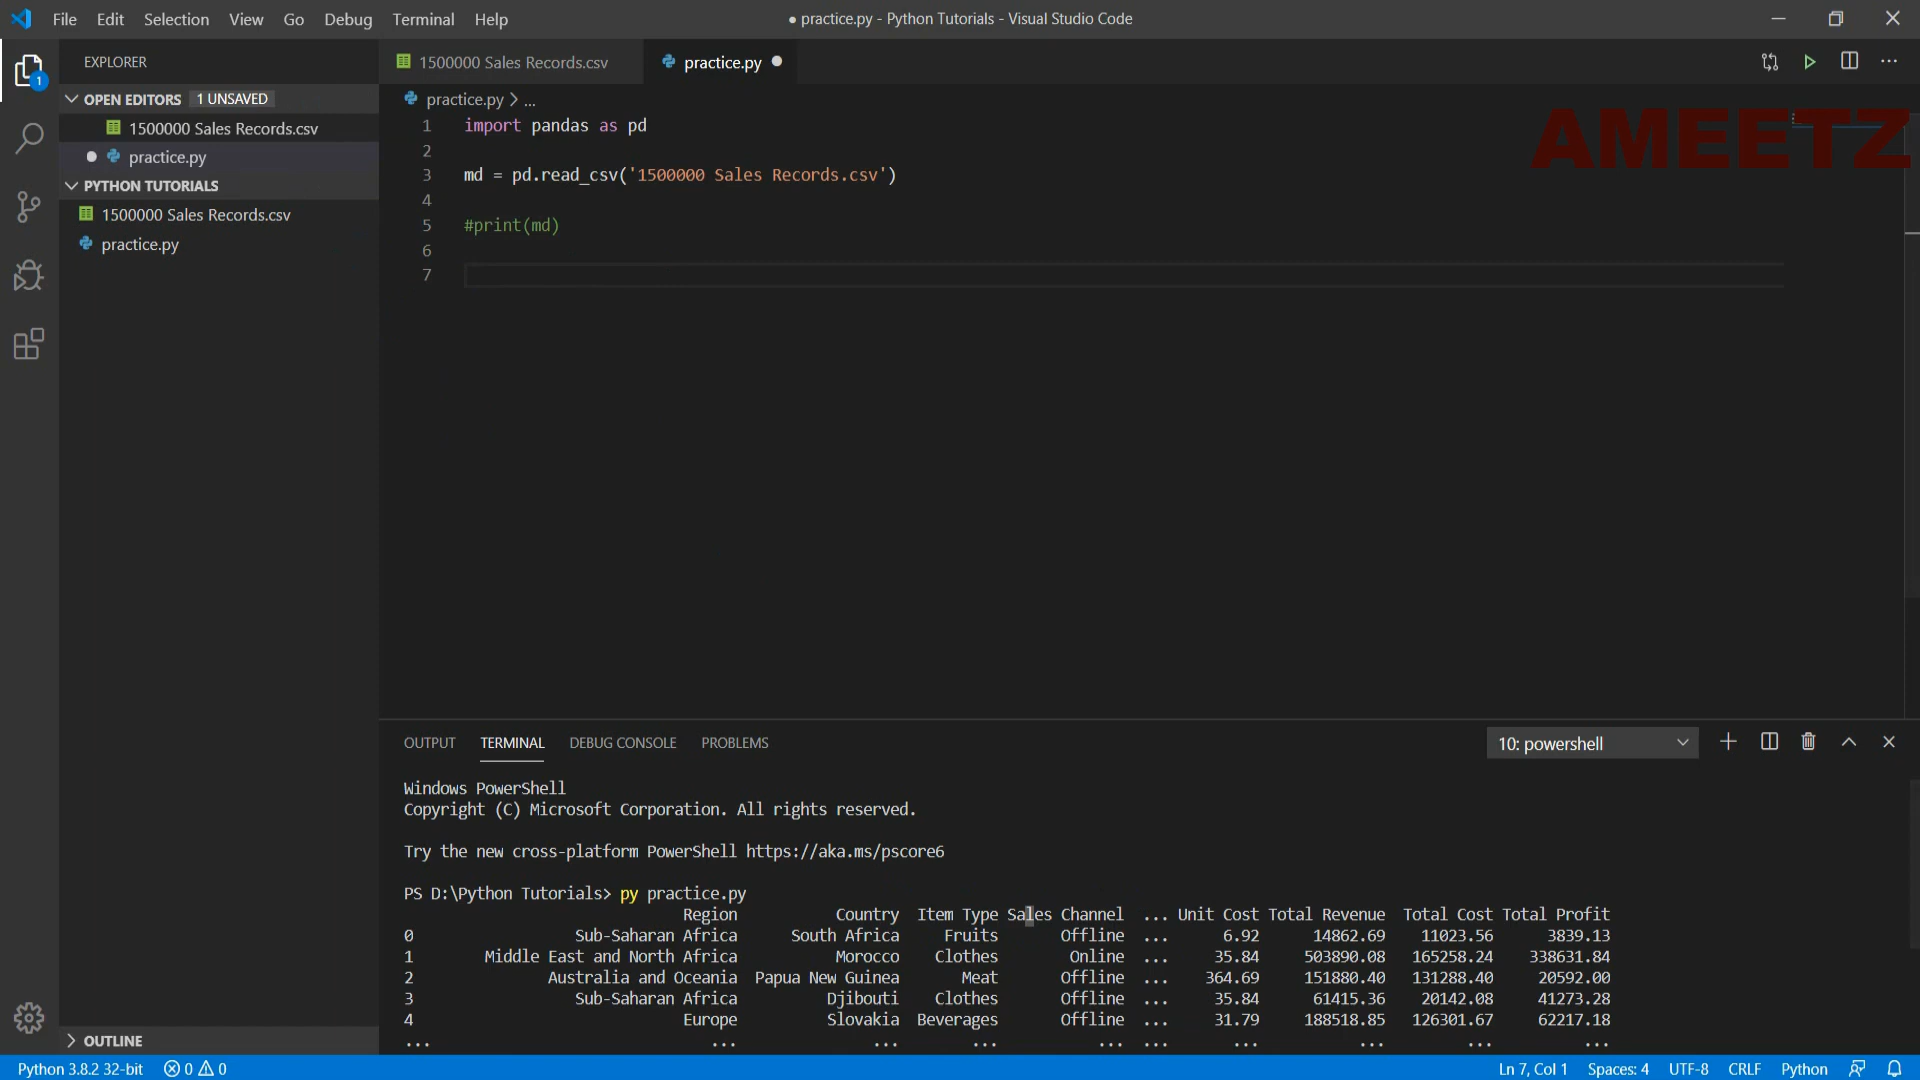 File Edit Selection View Go Debug Terminal Help
● practice.py - Python Tutorials - Visual Studio Code
EXPLORER
OPEN EDITORS 1 UNSAVED
1500000 Sales Records.csv
practice.py
PYTHON TUTORIALS
1500000 Sales Records.csv
practice.py
OUTLINE
1
1500000 Sales Records.csv practice.py
practice.py > ...
AMEETZ
1 import pandas as pd
2
3 md = pd.read_csv('1500000 Sales Records.csv')
4
5 #print(md)
6
7
OUTPUT TERMINAL DEBUG CONSOLE PROBLEMS
10: powershell
Windows PowerShell
Copyright (C) Microsoft Corporation. All rights reserved.
Try the new cross-platform PowerShell https://aka.ms/pscore6
PS D:\Python Tutorials> py practice.py
Region Country Item Type Sales Channel ... Unit Cost Total Revenue Total Cost Total Profit
0 Sub-Saharan Africa South Africa Fruits Offline ... 6.92 14862.69 11023.56 3839.13
1 Middle East and North Africa Morocco Clothes Online ... 35.84 503890.08 165258.24 338631.84
2 Australia and Oceania Papua New Guinea Meat Offline ... 364.69 151880.40 131288.40 20592.00
3 Sub-Saharan Africa Djibouti Clothes Offline ... 35.84 61415.36 20142.08 41273.28
4 Europe Slovakia Beverages Offline ... 31.79 188518.85 126301.67 62217.18
... ... ... ... ... ... ... ... ... ...
Python 3.8.2 32-bit 0 0 Ln 7, Col 1 Spaces: 4 UTF-8 CRLF Python